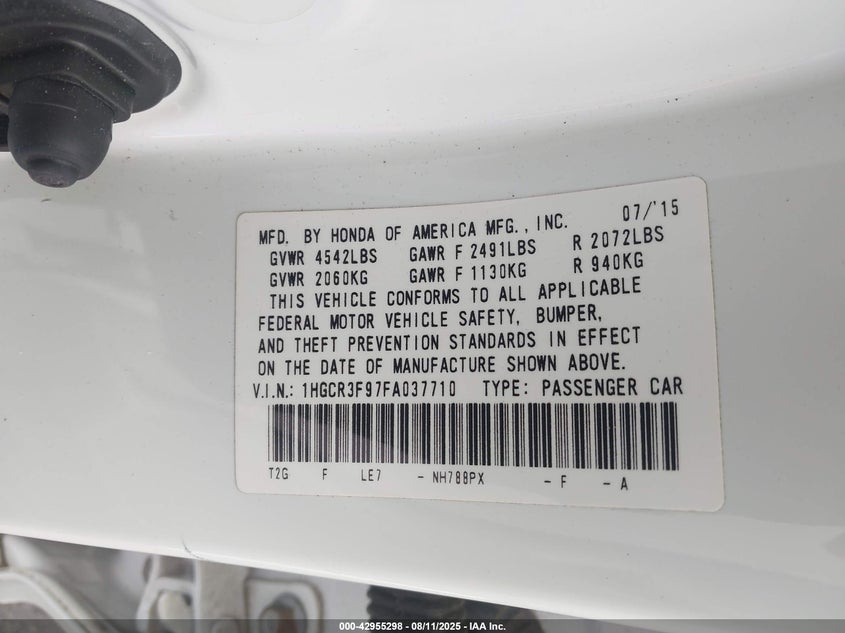 MFD. BY HONDA OF AMERICA MFG., INC. 07/'15
GVWR 4542LBS GAWR F 2491LBS R 2072LBS
GVWR 2060KG GAWR F 1130KG R 940KG
THIS VEHICLE CONFORMS TO ALL APPLICABLE
FEDERAL MOTOR VEHICLE SAFETY, BUMPER,
AND THEFT PREVENTION STANDARDS IN EFFECT
ON THE DATE OF MANUFACTURE SHOWN ABOVE.
V.I.N.: 1HGCR3F97FA037710 TYPE: PASSENGER CAR
T2G F LE7 - NH788PX - F - A
000-42955298 - 08/11/2025 - IAA Inc.